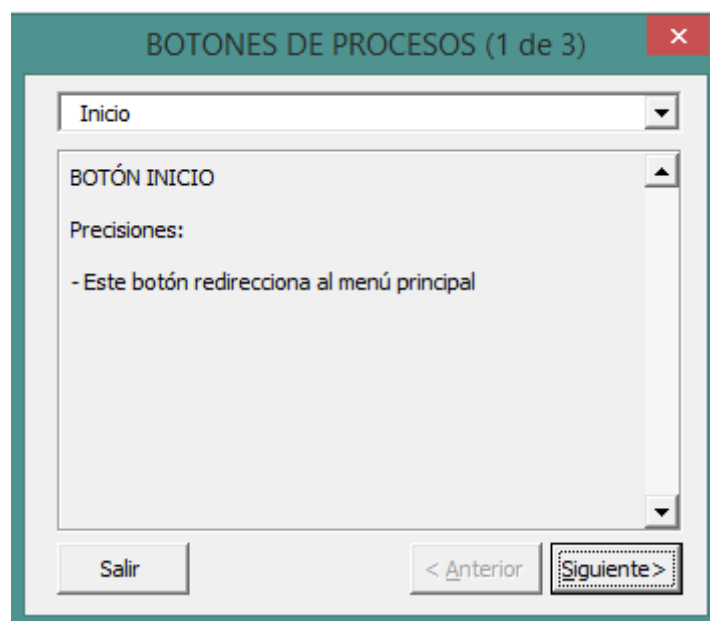 BOTONES DE PROCESOS (1 de 3)
Inicio
BOTÓN INICIO
Precisiones:
- Este botón redirecciona al menú principal
Salir
< Anterior
Siguiente >